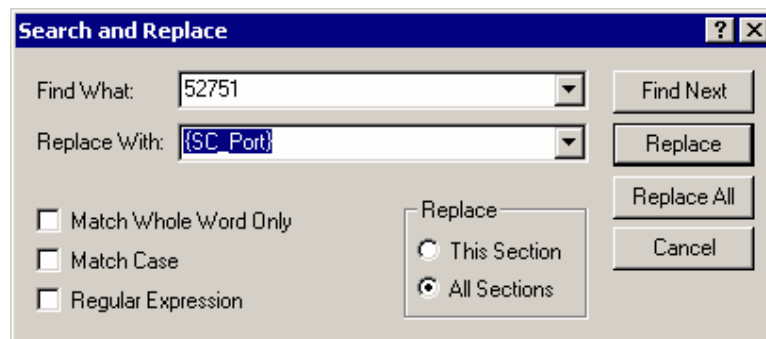 Search and Replace ? X
Find What: 52751 Find Next
Replace With: {SC_Port} Replace
Replace All
Match Whole Word Only
Match Case
Regular Expression
Replace
This Section
All Sections
Cancel